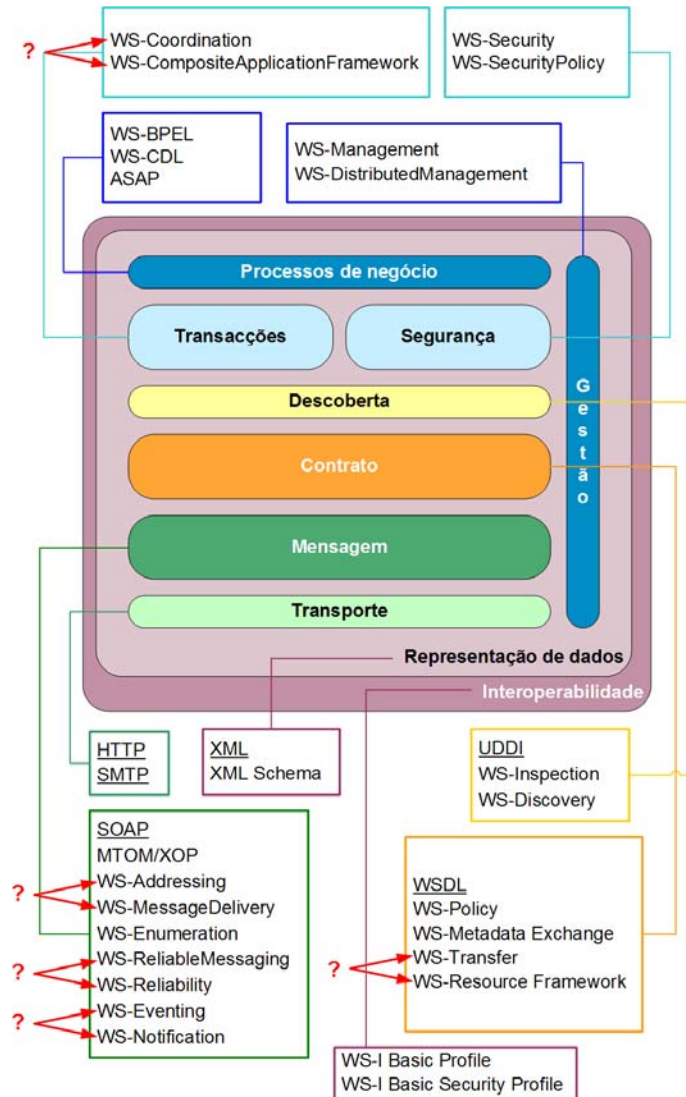 ?
WS-Coordination
WS-CompositeApplicationFramework
WS-Security
WS-SecurityPolicy
WS-BPEL
WS-CDL
ASAP
WS-Management
WS-DistributedManagement
Processos de negócio
Transacções
Segurança
Descoberta
Contrato
Mensagem
Transporte
Gestão
Representação de dados
Interoperabilidade
HTTP
SMTP
XML
XML Schema
UDDI
WS-Inspection
WS-Discovery
SOAP
MTOM/XOP
?
WS-Addressing
WS-MessageDelivery
WS-Enumeration
?
WS-ReliableMessaging
WS-Reliability
?
WS-Eventing
WS-Notification
WSDL
WS-Policy
WS-Metadata Exchange
?
WS-Transfer
WS-Resource Framework
WS-I Basic Profile
WS-I Basic Security Profile